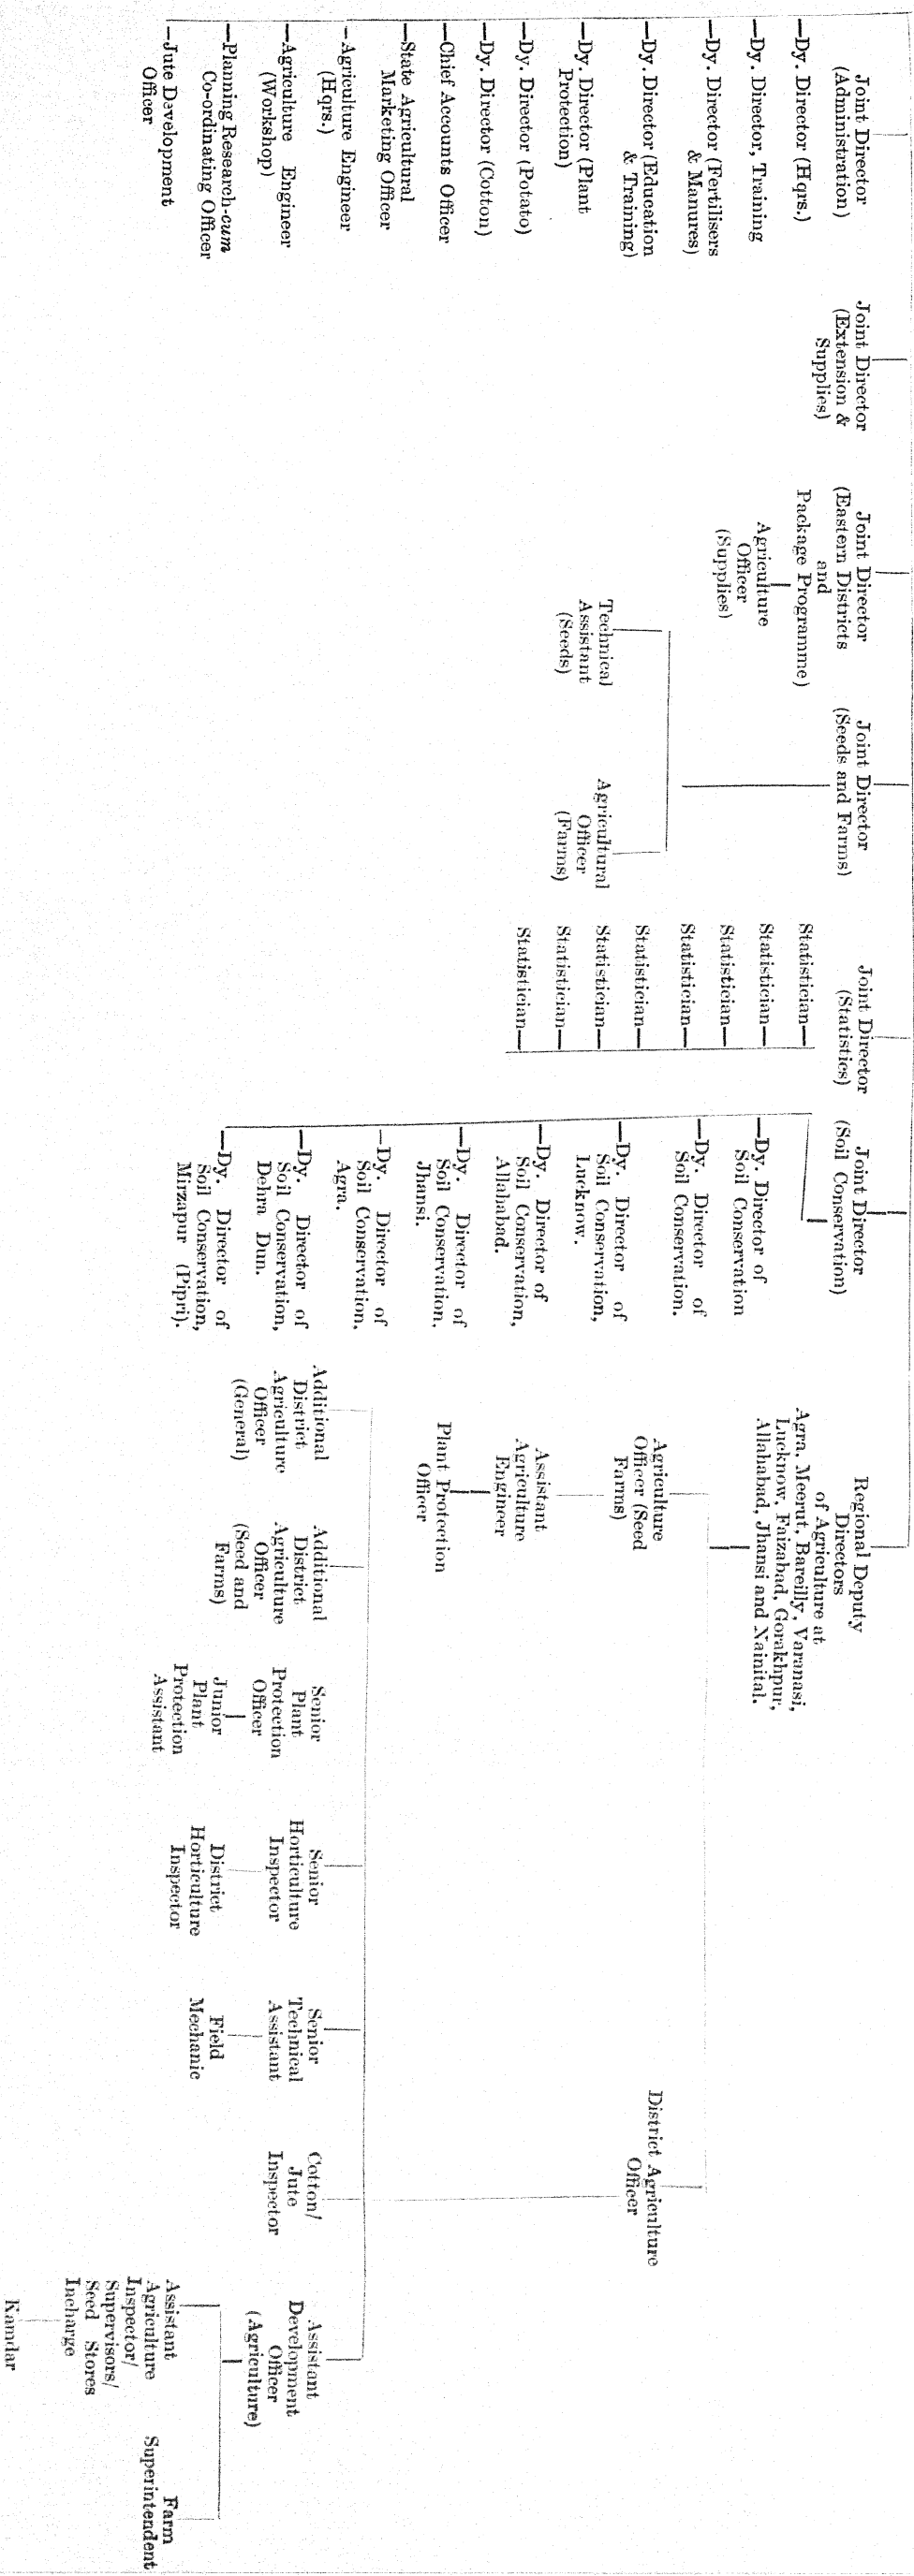 Joint Director
(Administration)
—Dy. Director (Hqrs.)
—Dy. Director, Training
—Dy. Director (Fertilisers
& Manures)
—Dy. Director (Education
& Training)
—Dy. Director (Plant
Protection)
—Dy. Director (Potato)
—Dy. Director (Cotton)
—Chief Accounts Officer
—State Agricultural
Marketing Officer
—Agriculture Engineer
(Hqrs.)
—Agriculture Engineer
(Workshop)
—Planning Research-cum
Co-ordinating Officer
—Jute Development
Officer
Joint Director
(Extension &
Supplies)
Joint Director
(Eastern Districts
and
Package Programme)
Agriculture
Officer
(Supplies)
Joint Director
(Seeds and Farms)
Technical
Assistant
(Seeds)
Agricultural
Officer
(Farms)
Joint Director
(Statistics)
Statistician—
Statistician—
Statistician—
Statistician—
Statistician—
Statistician—
Statistician—
Statistician—
Joint Director
(Soil Conservation)
—Dy. Director of
Soil Conservation
—Dy. Director of
Soil Conservation.
—Dy. Director of
Soil Conservation,
Lucknow.
—Dy. Director of
Soil Conservation,
Allahabad.
—Dy. Director of
Soil Conservation,
Jhansi.
—Dy. Director of
Soil Conservation,
Agra.
—Dy. Director of
Soil Conservation,
Dehra Dun.
—Dy. Director of
Soil Conservation,
Mirzapur (Pipri).
Regional Deputy
Directors
of Agriculture at
Agra, Meerut, Bareilly, Varanasi,
Lucknow, Faizabad, Gorakhpur,
Allahabad, Jhansi and Nainital.
Agriculture
Officer (Seed
Farms)
Assistant
Agriculture
Engineer
Plant Protection
Officer
District Agriculture
Officer
Additional
District
Agriculture
Officer
(General)
Additional
District
Agriculture
Officer
(Seed and
Farms)
Senior
Plant
Protection
Officer
Junior
Plant
Protection
Assistant
Senior
Horticulture
Inspector
District
Horticulture
Inspector
Senior
Technical
Assistant
Field
Mechanic
Cotton/
Jute
Inspector
Assistant
Development
Officer
(Agriculture)
Assistant
Agriculture
Inspector/
Supervisors/
Seed Stores
Incharge
Kamdar
Farm
Superintendent